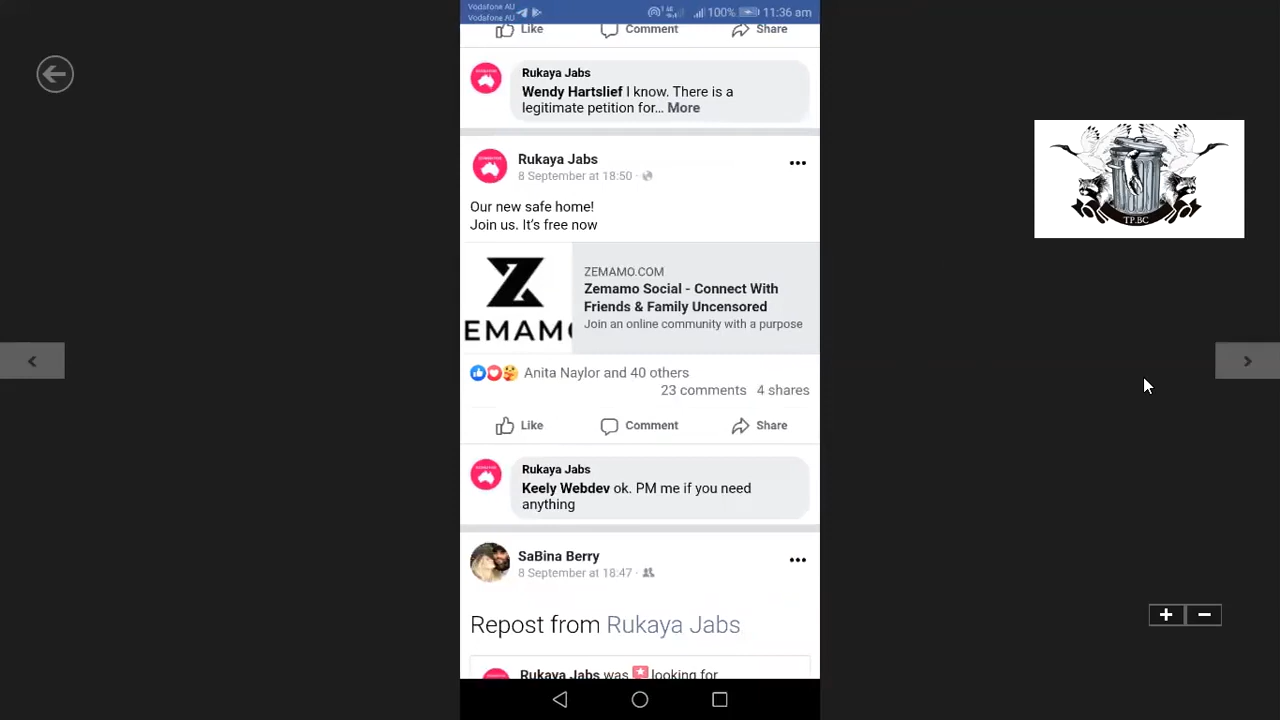 Vodafone AU
Vodafone AU
100%
11:36 am
Like
Comment
Share
Rukaya Jabs
Wendy Hartslief I know. There is a
legitimate petition for... More
Rukaya Jabs
8 September at 18:50 ·
Our new safe home!
Join us. It's free now
ZEMAMO.COM
Zemamo Social - Connect With
Friends & Family Uncensored
Join an online community with a purpose
Z
EMAMO
Anita Naylor and 40 others
23 comments 4 shares
Like
Comment
Share
Rukaya Jabs
Keely Webdev ok. PM me if you need
anything
SaBina Berry
8 September at 18:47 ·
Repost from Rukaya Jabs
Rukaya Jabs was looking for
TP.BC